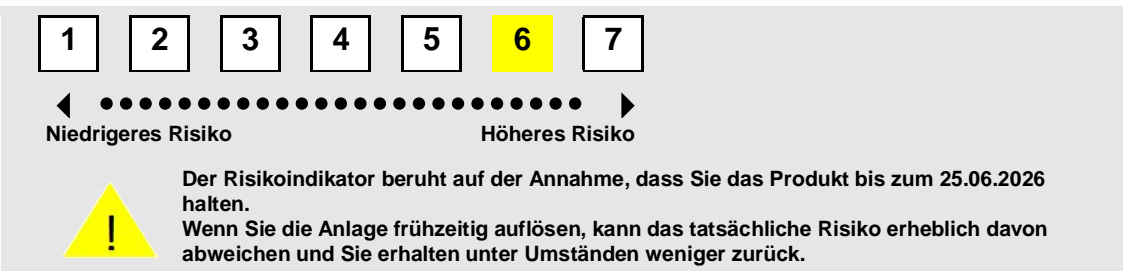 1 2 3 4 5 6 7
Niedrigeres Risiko Höheres Risiko
Der Risikoindikator beruht auf der Annahme, dass Sie das Produkt bis zum 25.06.2026
halten.
Wenn Sie die Anlage frühzeitig auflösen, kann das tatsächliche Risiko erheblich davon
abweichen und Sie erhalten unter Umständen weniger zurück.
!